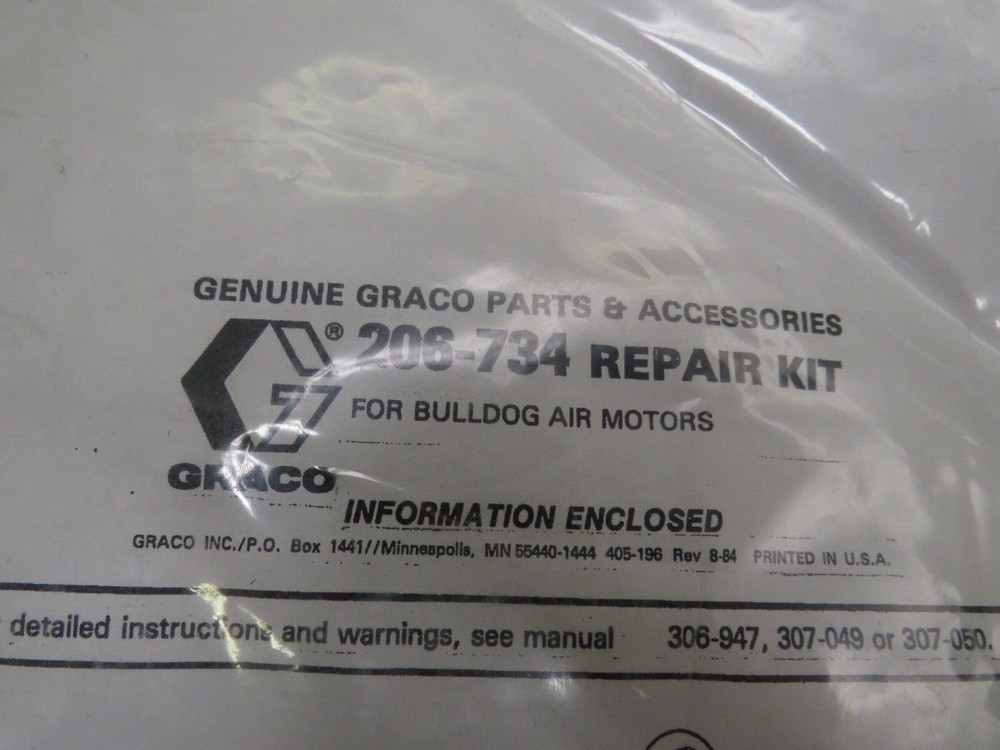 GENUINE GRACO PARTS & ACCESSORIES
® 206-734 REPAIR KIT
FOR BULLDOG AIR MOTORS
GRACO
INFORMATION ENCLOSED
GRACO INC./P.O. Box 1441//Minneapolis, MN 55440-1444 405-196 Rev 8-84 PRINTED IN U.S.A.
detailed instructions and warnings, see manual 306-947, 307-049 or 307-050.